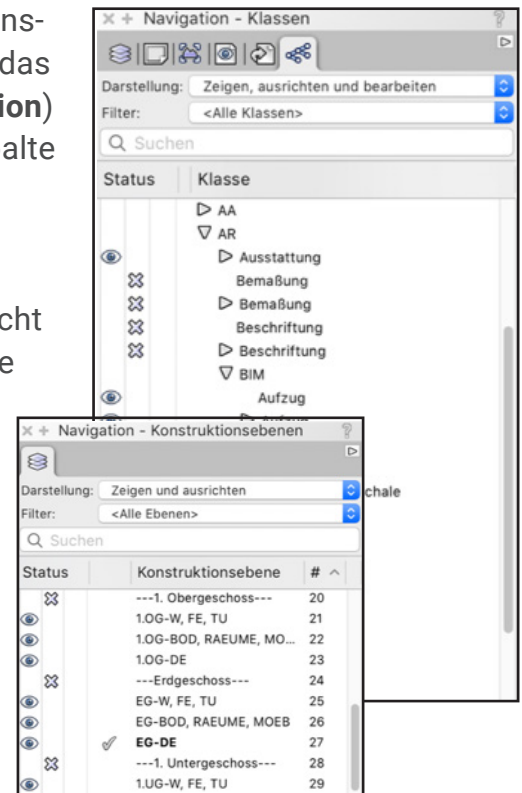 ns-
das
ion)
alte
cht
e
Navigation - Klassen
Darstellung: Zeigen, ausrichten und bearbeiten
Filter: <Alle Klassen>
Suchen
Status Klasse
AA
AR
Ausstattung
Bemaßung
Bemaßung
Beschriftung
Beschriftung
BIM
Aufzug
chale
Navigation - Konstruktionsebenen
Darstellung: Zeigen und ausrichten
Filter: <Alle Ebenen>
Suchen
Status Konstruktionsebene #
---1. Obergeschoss--- 20
1.OG-W, FE, TU 21
1.OG-BOD, RAEUME, MO... 22
1.OG-DE 23
---Erdgeschoss--- 24
EG-W, FE, TU 25
EG-BOD, RAEUME, MOEB 26
EG-DE 27
---1. Untergeschoss--- 28
1.UG-W, FE, TU 29